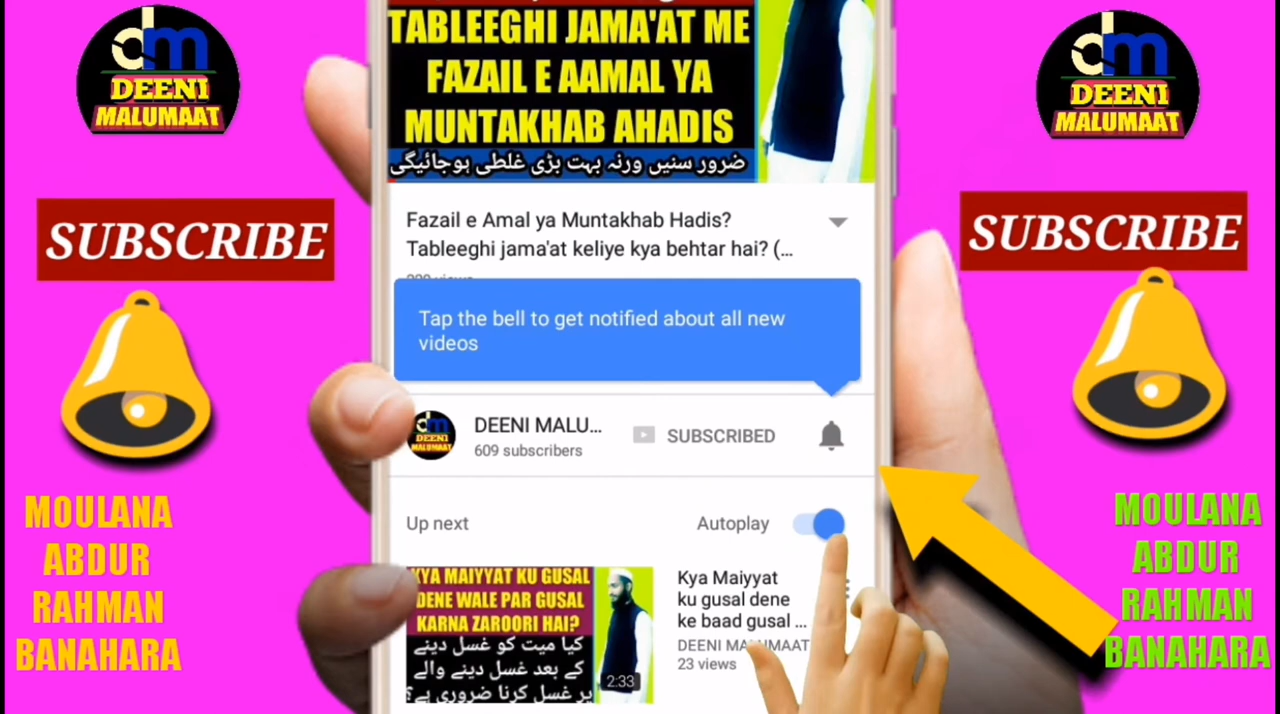 dm
DEENI
MALUMAAT
SUBSCRIBE
MOULANA
ABDUR
RAHMAN
BANAHARA
TABLEEGHI JAMA'AT ME
FAZAIL E AAMAL YA
MUNTAKHAB AHADIS
ضرور سنیں ورنہ بہت بڑی غلطی ہوجائیگی
Fazail e Amal ya Muntakhab Hadis?
Tableeghi jama'at keliye kya behtar hai? (...
Tap the bell to get notified about all new
videos
dm
DEENI
MALUMAAT
DEENI MALU...
609 subscribers
SUBSCRIBED
Up next
Autoplay
KYA MAIYYAT KU GUSAL
DENE WALE PAR GUSAL
KARNA ZAROORI HAI?
کیا میت کو غسل دینے
کے بعد غسل دینے والے
پر غسل کرنا ضروری ہے؟
2:33
Kya Maiyyat
ku gusal dene
ke baad gusal ...
DEENI MALUMAAT
23 views
dm
DEENI
MALUMAAT
SUBSCRIBE
MOULANA
ABDUR
RAHMAN
BANAHARA